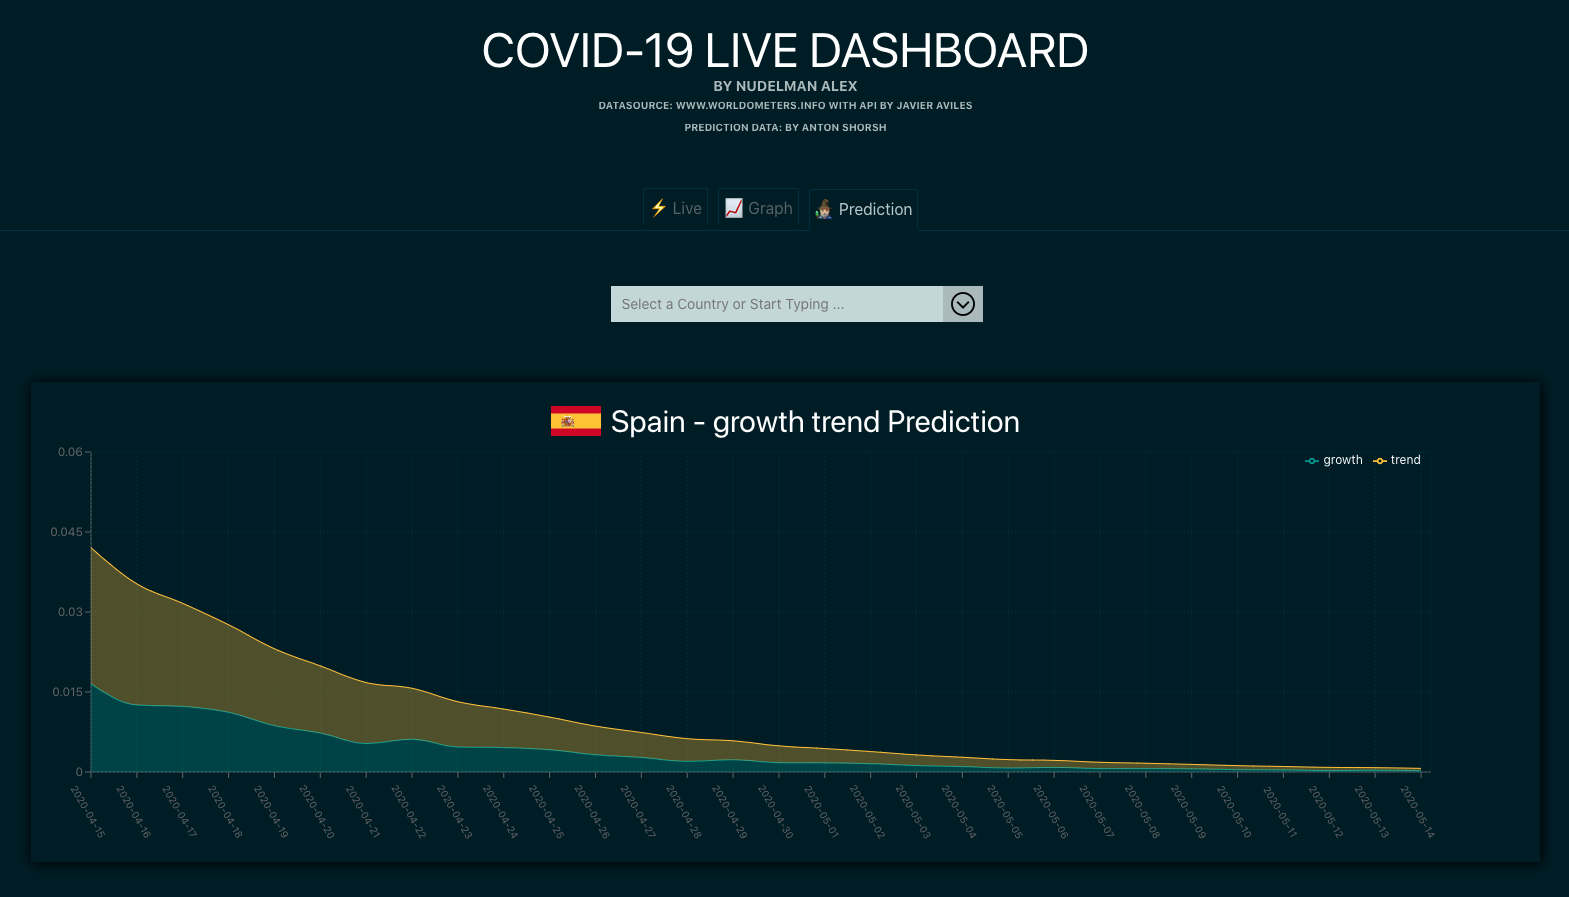 COVID-19 LIVE DASHBOARD
BY NUDELMAN ALEX
DATASOURCE: WWW.WORLDOMETERS.INFO WITH API BY JAVIER AVILES
PREDICTION DATA: BY ANTON SHORSH
Live Graph Prediction
Select a Country or Start Typing ...
Spain - growth trend Prediction
growth trend
0.06
0.045
0.03
0.015
0
2020-04-15 2020-04-16 2020-04-17 2020-04-18 2020-04-19 2020-04-20 2020-04-21 2020-04-22 2020-04-23 2020-04-24 2020-04-25 2020-04-26 2020-04-27 2020-04-28 2020-04-29 2020-04-30 2020-05-01 2020-05-02 2020-05-03 2020-05-04 2020-05-05 2020-05-06 2020-05-07 2020-05-08 2020-05-09 2020-05-10 2020-05-11 2020-05-12 2020-05-13 2020-05-14